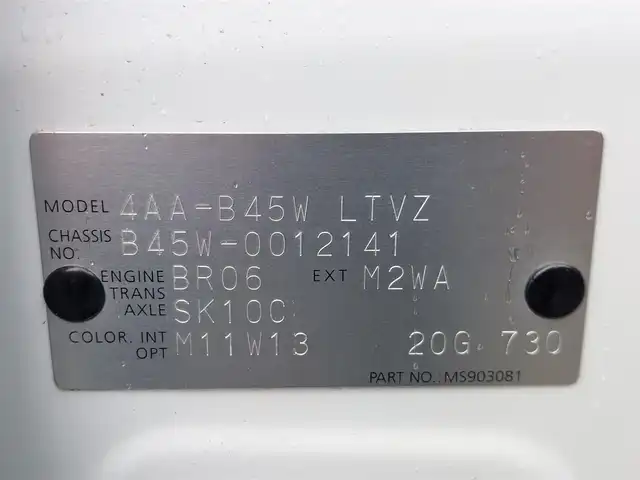 MODEL 4AA-B45W LTVZ
CHASSIS NO. B45W-0012141
ENGINE BR06 EXT M2WA
TRANS AXLE SK10C
COLOR. INT OPT M11W13 20G 730
PART NO.: MS903081